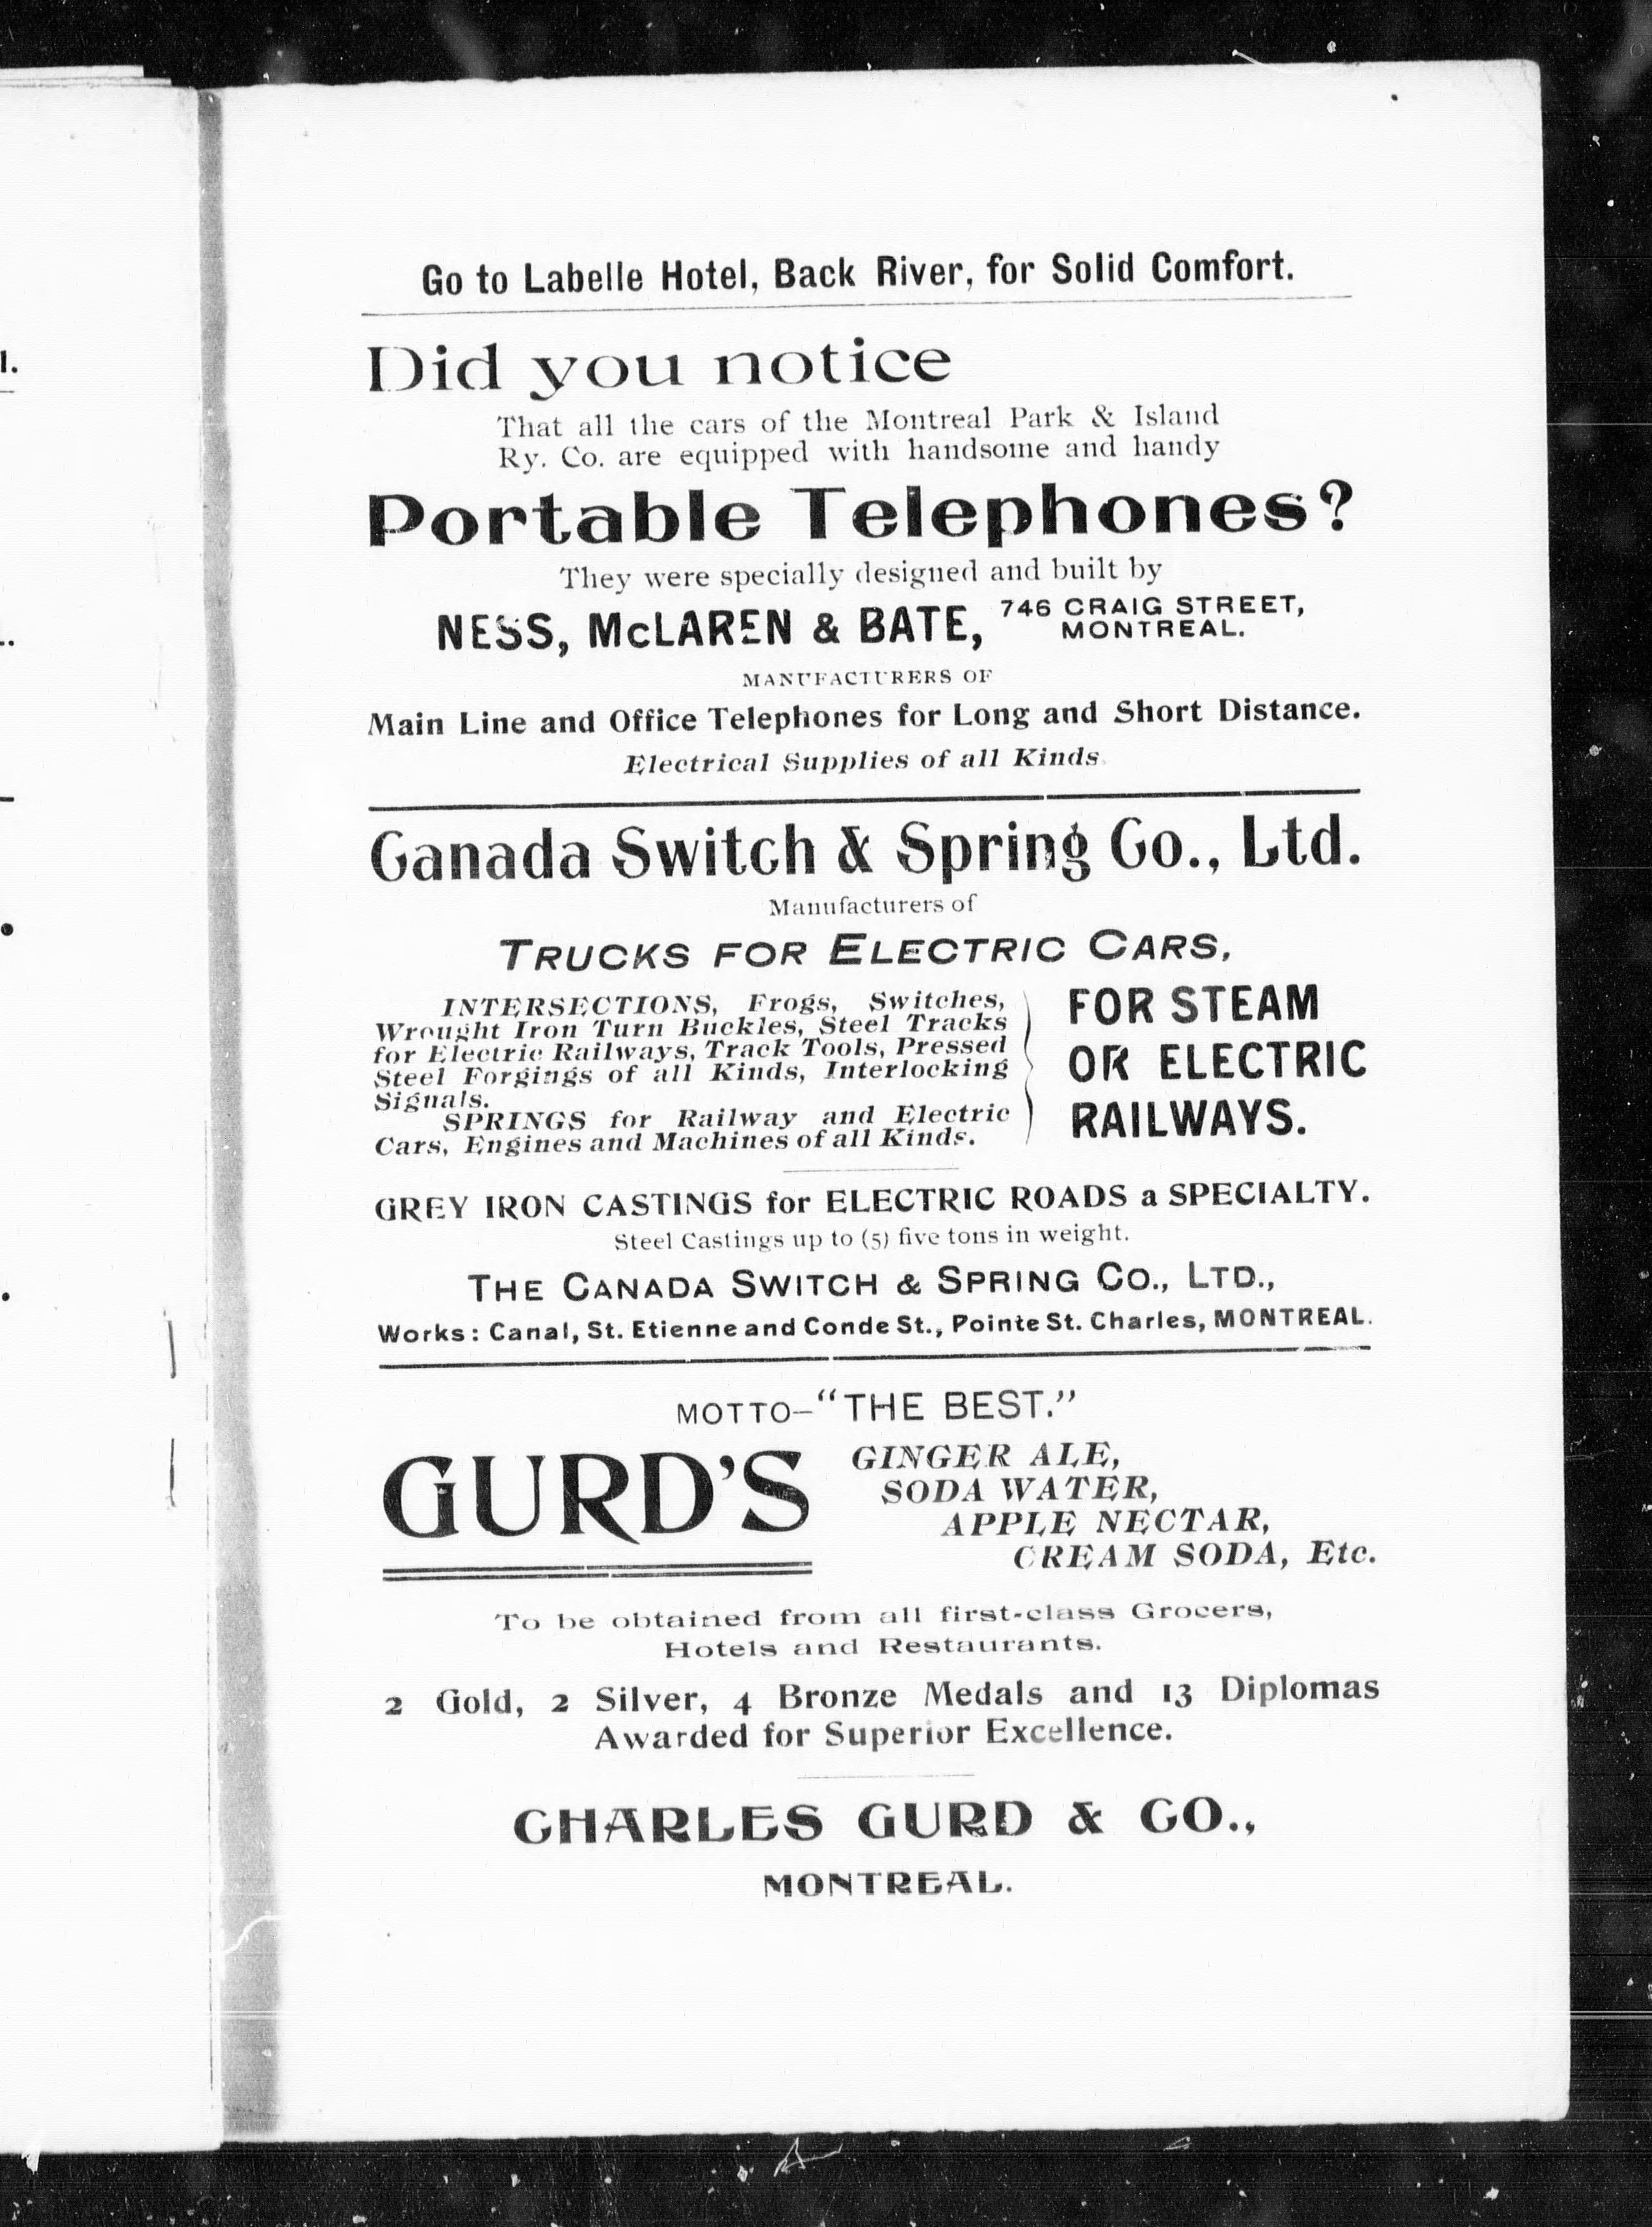 Go to Labelle Hotel, Back River, for Solid Comfort.
Did you notice
That all the cars of the Montreal Park & Island
Ry. Co. are equipped with handsome and handy
Portable Telephones?
They were specially designed and built by
NESS, McLAREN & BATE, 746 CRAIG STREET,
MONTREAL.
MANUFACTURERS OF
Main Line and Office Telephones for Long and Short Distance.
Electrical Supplies of all Kinds.
Canada Switch & Spring Co., Ltd.
Manufacturers of
TRUCKS FOR ELECTRIC CARS,
INTERSECTIONS, Frogs, Switches,
Wrought Iron Turn Buckles, Steel Tracks
for Electric Railways, Track Tools, Pressed
Steel Forgings of all Kinds, Interlocking
Signals.
SPRINGS for Railway and Electric
Cars, Engines and Machines of all Kinds.
FOR STEAM
OR ELECTRIC
RAILWAYS.
GREY IRON CASTINGS for ELECTRIC ROADS a SPECIALTY.
Steel Castings up to (5) five tons in weight.
THE CANADA SWITCH & SPRING CO., LTD.,
Works: Canal, St. Etienne and Conde St., Pointe St. Charles, MONTREAL.
MOTTO—"THE BEST."
GURD'S
GINGER ALE,
SODA WATER,
APPLE NECTAR,
CREAM SODA, Etc.
To be obtained from all first-class Grocers,
Hotels and Restaurants.
2 Gold, 2 Silver, 4 Bronze Medals and 13 Diplomas
Awarded for Superior Excellence.
CHARLES GURD & CO.,
MONTREAL.